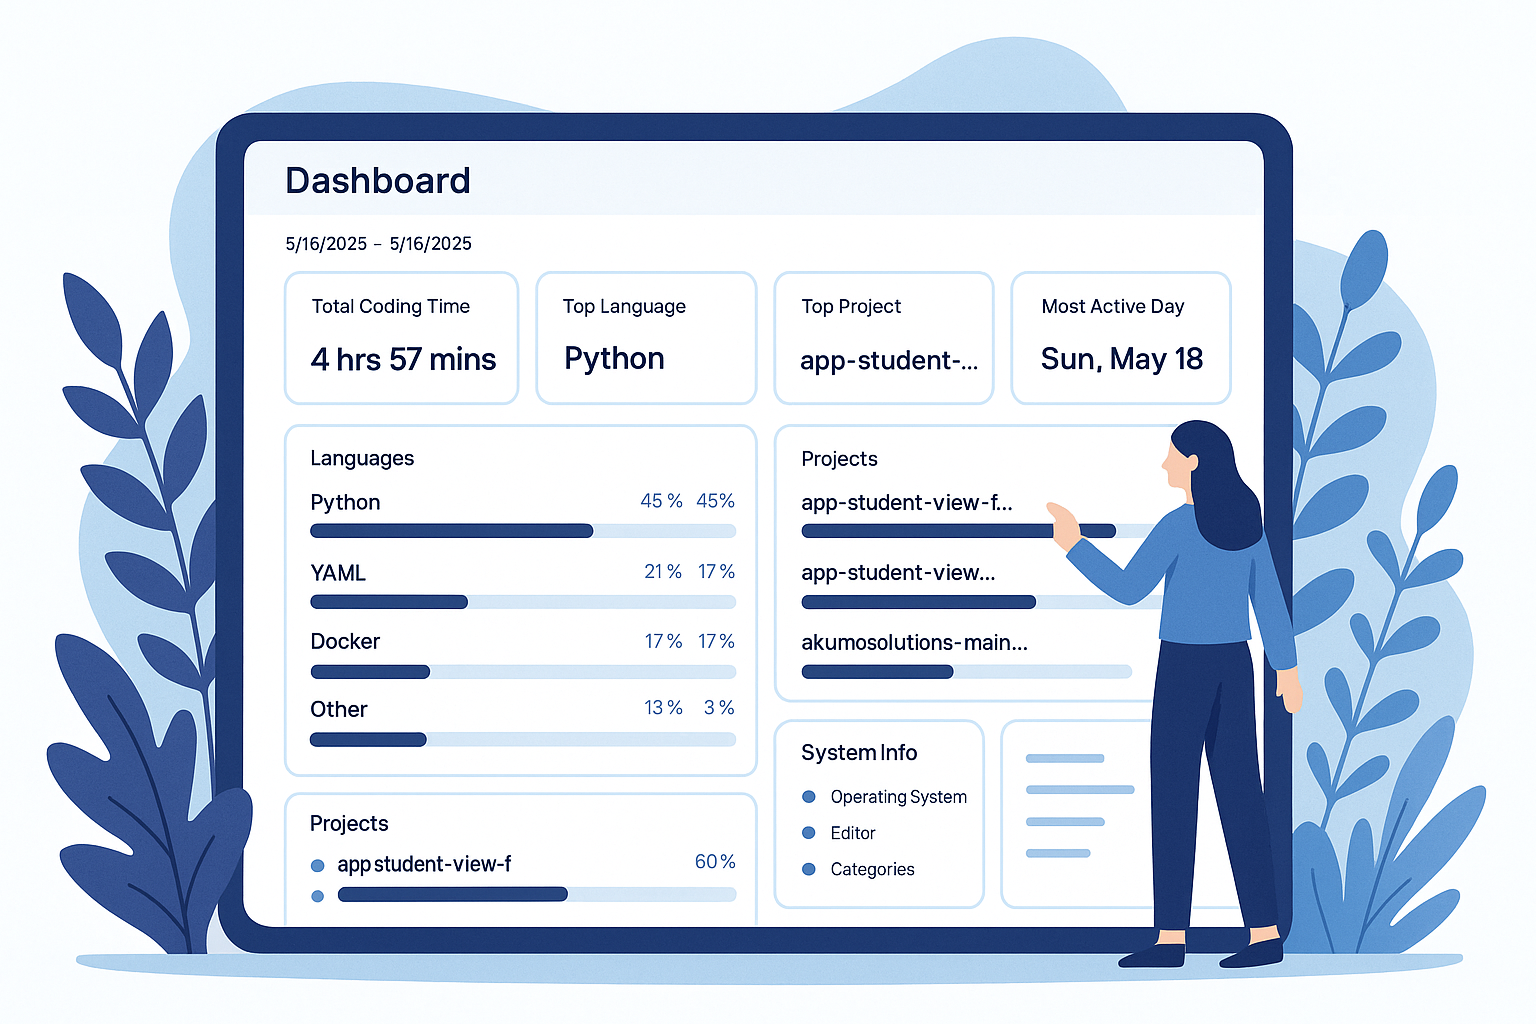 Dashboard
5/16/2025 – 5/16/2025
Total Coding Time
4 hrs 57 mins
Top Language
Python
Top Project
app-student-...
Most Active Day
Sun, May 18
Languages
Python 45 % 45%
YAML 21 % 17%
Docker 17 % 17%
Other 13 % 3 %
Projects
app-student-view-f...
app-student-view...
akumosolutions-main...
Projects
app student-view-f 60%
System Info
Operating System
Editor
Categories